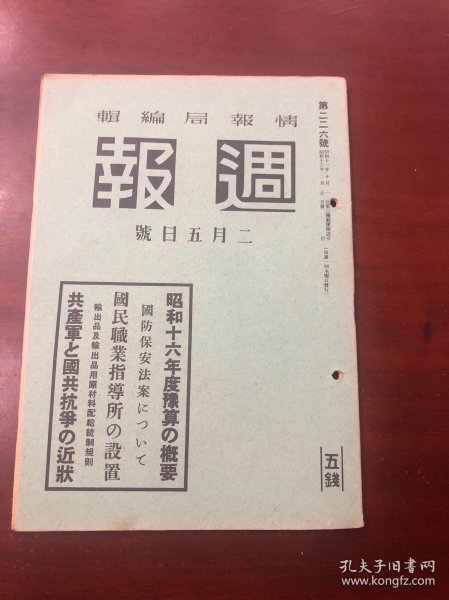 情報局編輯
週報
二月五日號
第二二六號
昭和十六年度豫算の概要
國防保安法案について
國民職業指導所の設置
輸出品及輸出品用原材料配給統制規則
共產軍と國共抗爭の近狀
五錢
孔夫子旧书网
www.kongfz.com